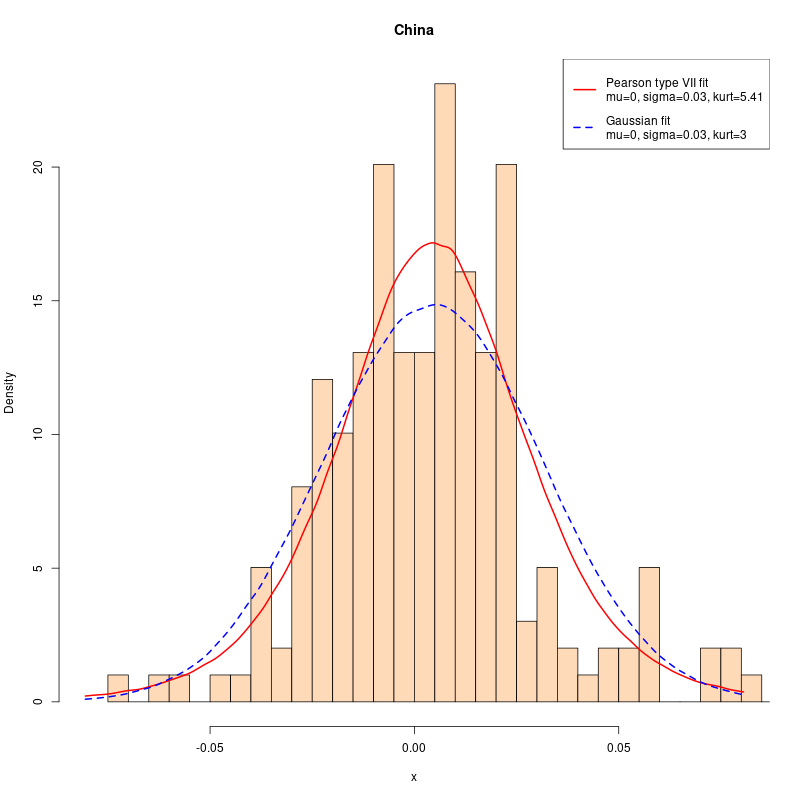 China
Pearson type VII fit
mu=0, sigma=0.03, kurt=5.41
Gaussian fit
mu=0, sigma=0.03, kurt=3
Density
20
15
10
5
0
-0.05 0.00 0.05
x